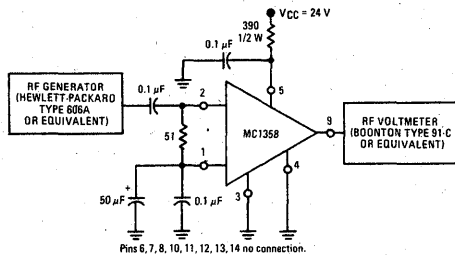 VCC = 24 V
390
1/2 W
0.1 µF
5
RF GENERATOR
(HEWLETT-PACKARD
TYPE 606A
OR EQUIVALENT)
0.1 µF
2
51
1
MC1358
9
RF VOLTMETER
(BOONTON TYPE 91-C
OR EQUIVALENT)
+
50 µF
0.1 µF
3
4
Pins 6, 7, 8, 10, 11, 12, 13, 14 no connection.